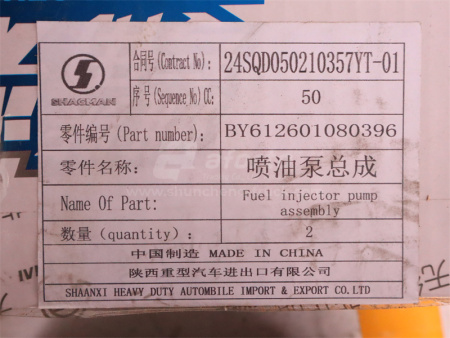 SHACMAN
合同号(Contract No): 24SQD050210357YT-01
序号(Sequence No)CC: 50
零件编号(Part number): BY612601080396
零件名称: 喷油泵总成
Name Of Part: Fuel injector pump assembly
数量(quantity): 2
中国制造 MADE IN CHINA
陕西重型汽车进出口有限公司
SHAANXI HEAVY DUTY AUTOMBILE IMPORT & EXPORT CO.LTD